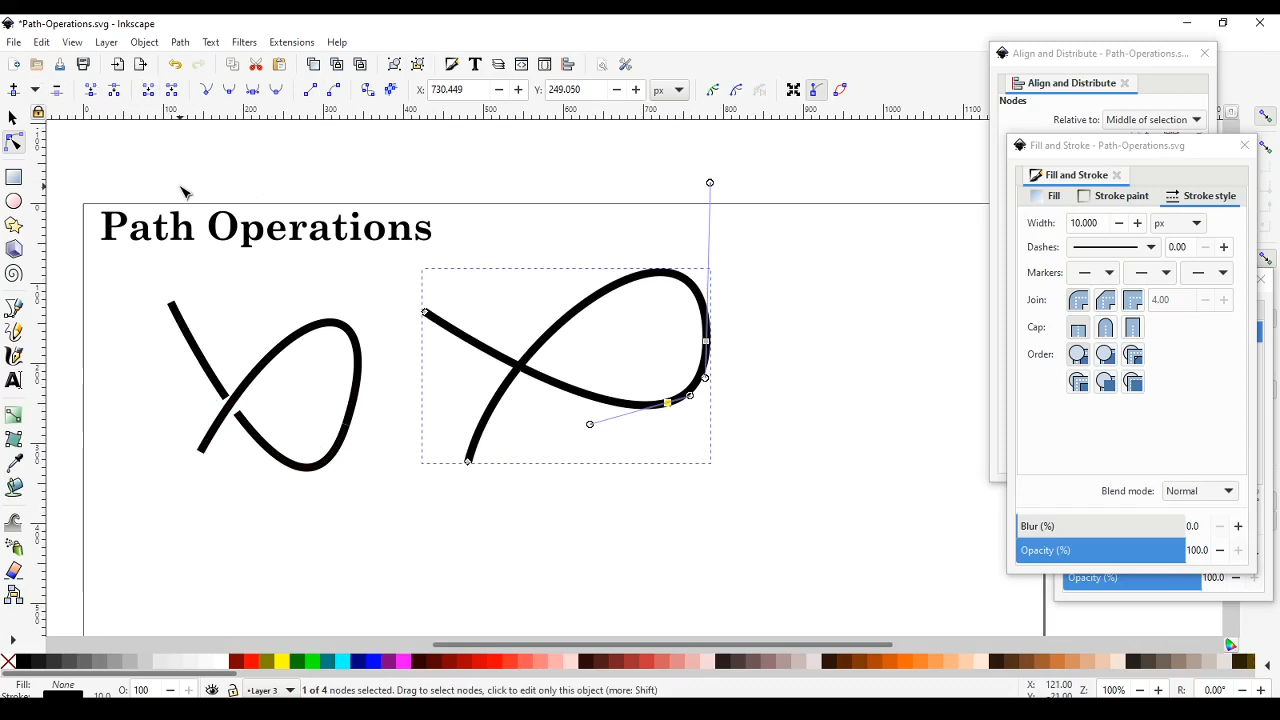 *Path-Operations.svg - Inkscape
File Edit View Layer Object Path Text Filters Extensions Help
X: 730.449 Y: 249.050 px
Path Operations
Align and Distribute - Path-Operations.s...
Align and Distribute
Nodes
Relative to: Middle of selection
Fill and Stroke - Path-Operations.svg
Fill and Stroke
Fill Stroke paint Stroke style
Width: 10.000 px
Dashes: 0.00
Markers:
Join: 4.00
Cap:
Order:
Blend mode: Normal
Blur (%) 0.0
Opacity (%) 100.0
Opacity (%) 100.0
Fill: None O: 100 Layer 3 1 of 4 nodes selected. Drag to select nodes, click to edit only this object (more: Shift) X: 121.00 Z: 100% R: 0.00°